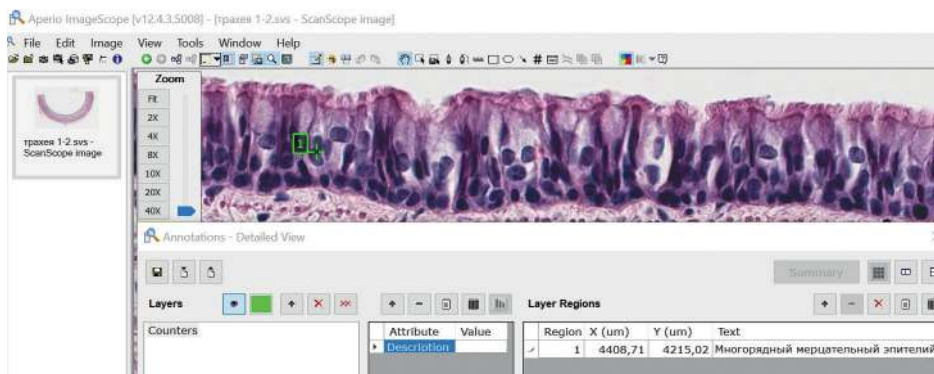 Aperio ImageScope [v12.4.3.5008] - [трахея 1-2.svs - ScanScope image]
File Edit Image View Tools Window Help
Zoom
Fit
2X
4X
8X
10X
20X
40X
трахея 1-2.svs -
ScanScope image
1
Annotations - Detailed View
Summary
Layers
Layer Regions
Counters
Attribute Value
Description
Region X (um) Y (um) Text
1 4408,71 4215,02 Многорядный мерцательный эпителий